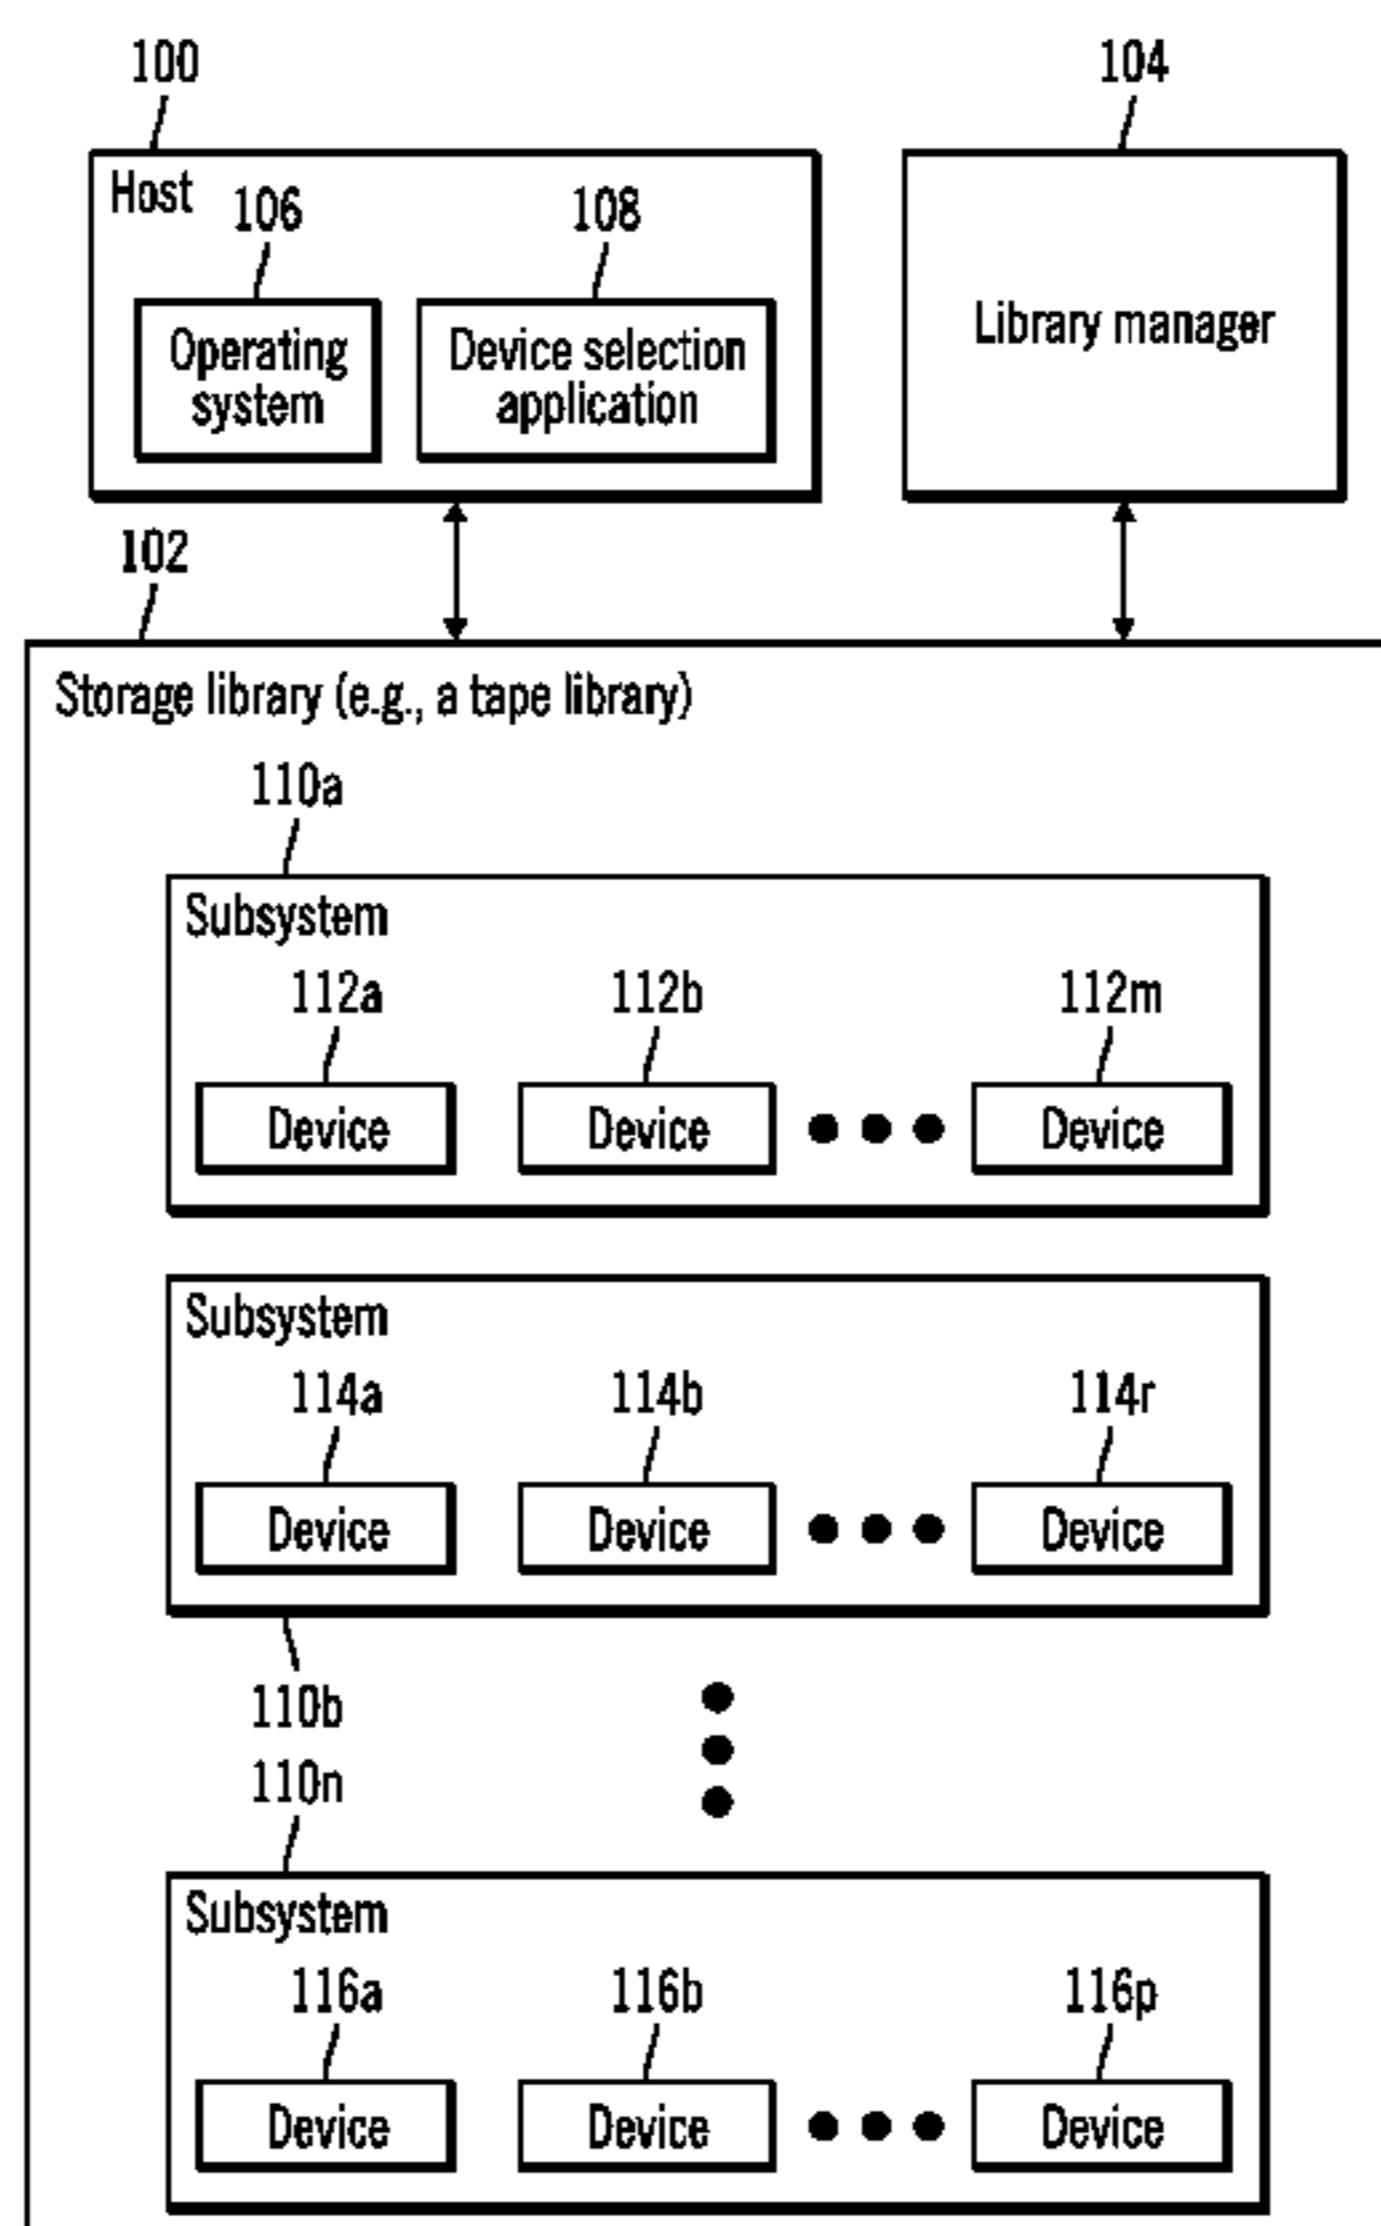 100
104
Host
106
108
Operating
system
Device selection
application
Library manager
102
Storage library (e.g., a tape library)
110a
Subsystem
112a
112b
112m
Device
Device
Device
Subsystem
114a
114b
114r
Device
Device
Device
110b
110n
Subsystem
116a
116b
116p
Device
Device
Device